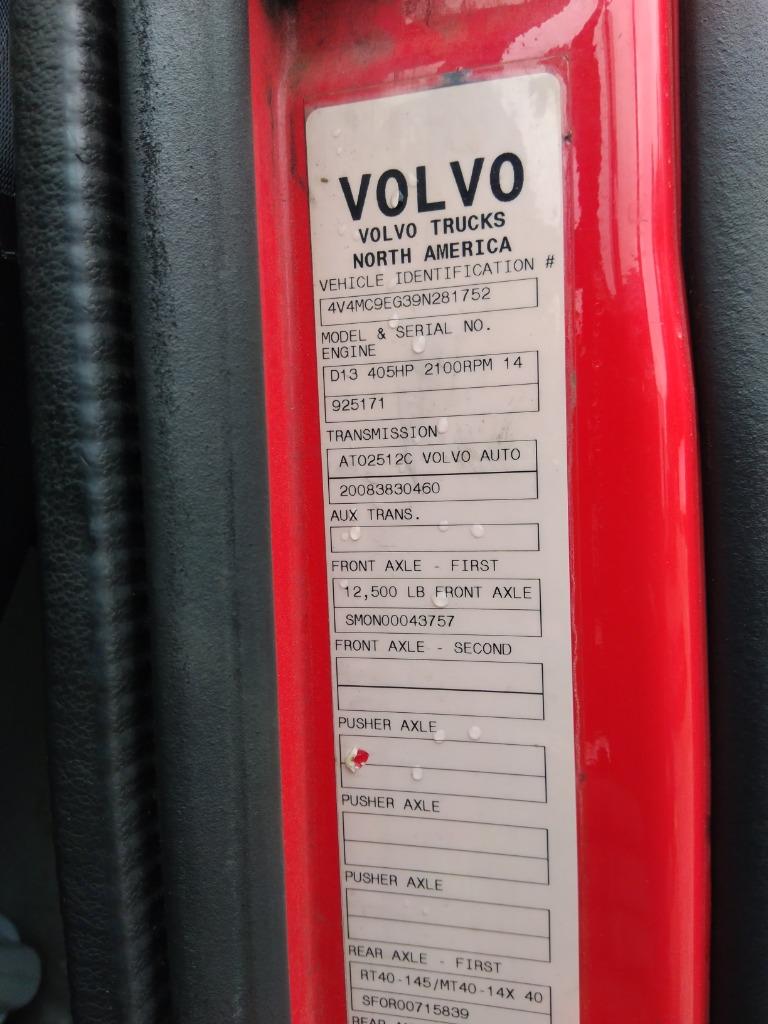 VOLVO
VOLVO TRUCKS
NORTH AMERICA
VEHICLE IDENTIFICATION #
4V4MC9EG39N281752
MODEL & SERIAL NO.
ENGINE
D13 405HP 2100RPM 14
925171
TRANSMISSION
ATO2512C VOLVO AUTO
20083830460
AUX TRANS.
FRONT AXLE - FIRST
12,500 LB FRONT AXLE
SMON00043757
FRONT AXLE - SECOND
PUSHER AXLE
PUSHER AXLE
PUSHER AXLE
REAR AXLE - FIRST
RT40-145/MT40-14X 40
SFOR00715839
REAR